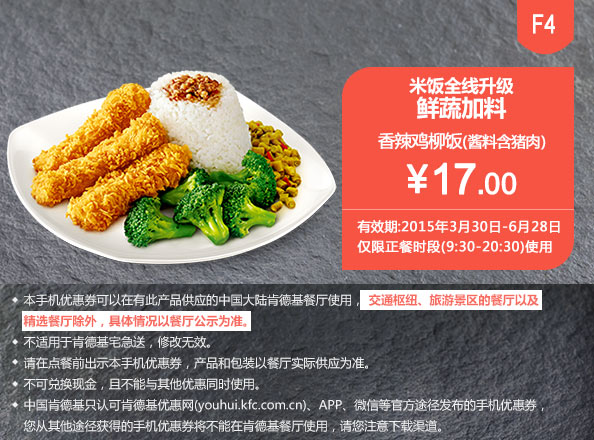 F4
米饭全线升级
鲜蔬加料
香辣鸡柳饭(酱料含猪肉)
¥17.00
有效期:2015年3月30日-6月28日
仅限正餐时段(9:30-20:30)使用
• 本手机优惠券可以在有此产品供应的中国大陆肯德基餐厅使用，交通枢纽、旅游景区的餐厅以及
精选餐厅除外，具体情况以餐厅公示为准。
• 不适用于肯德基宅急送，修改无效。
• 请在点餐前出示本手机优惠券，产品和包装以餐厅实际供应为准。
• 不可兑换现金，且不能与其他优惠同时使用。
• 中国肯德基只认可肯德基优惠网(youhui.kfc.com.cn)、APP、微信等官方途径发布的手机优惠券，
您从其他途径获得的手机优惠券将不能在肯德基餐厅使用，请您注意下载渠道。